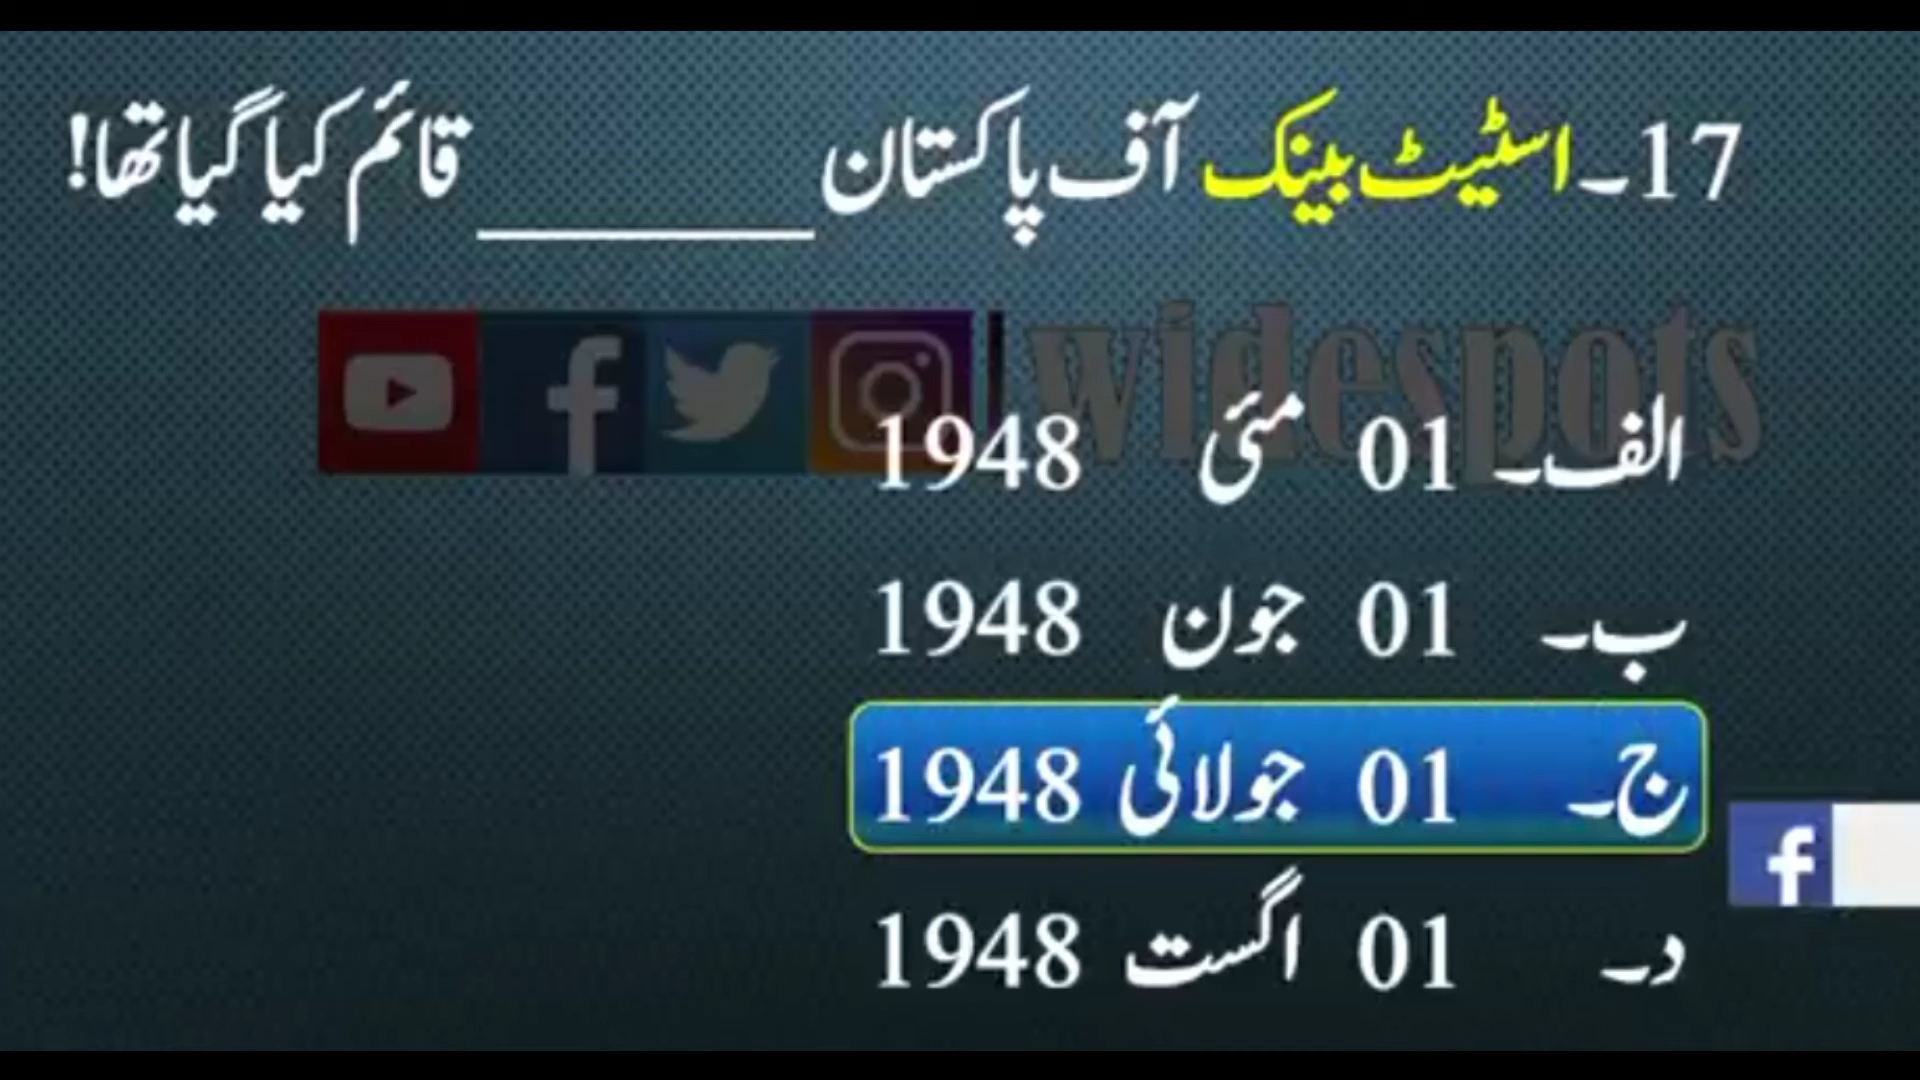 17۔ اسٹیٹ بینک آف پاکستان ______ قائم کیا گیا تھا!
widespots
الف۔ 01 مئی 1948
ب۔ 01 جون 1948
ج۔ 01 جولائی 1948
د۔ 01 اگست 1948